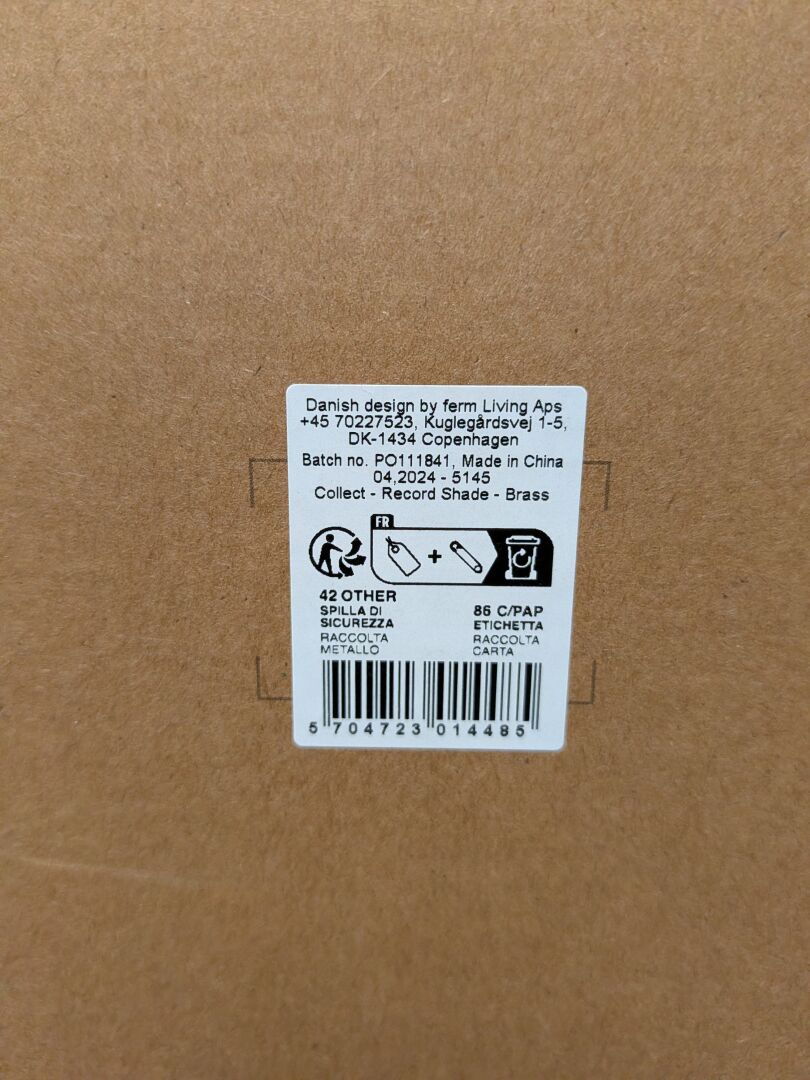 Danish design by ferm Living Aps
+45 70227523, Kuglegårdsvej 1-5,
DK-1434 Copenhagen
Batch no. PO111841, Made in China
04,2024 - 5145
Collect - Record Shade - Brass
FR
+
42 OTHER
SPILLA DI
SICUREZZA
RACCOLTA
METALLO
86 C/PAP
ETICHETTA
RACCOLTA
CARTA
5 704723 014485